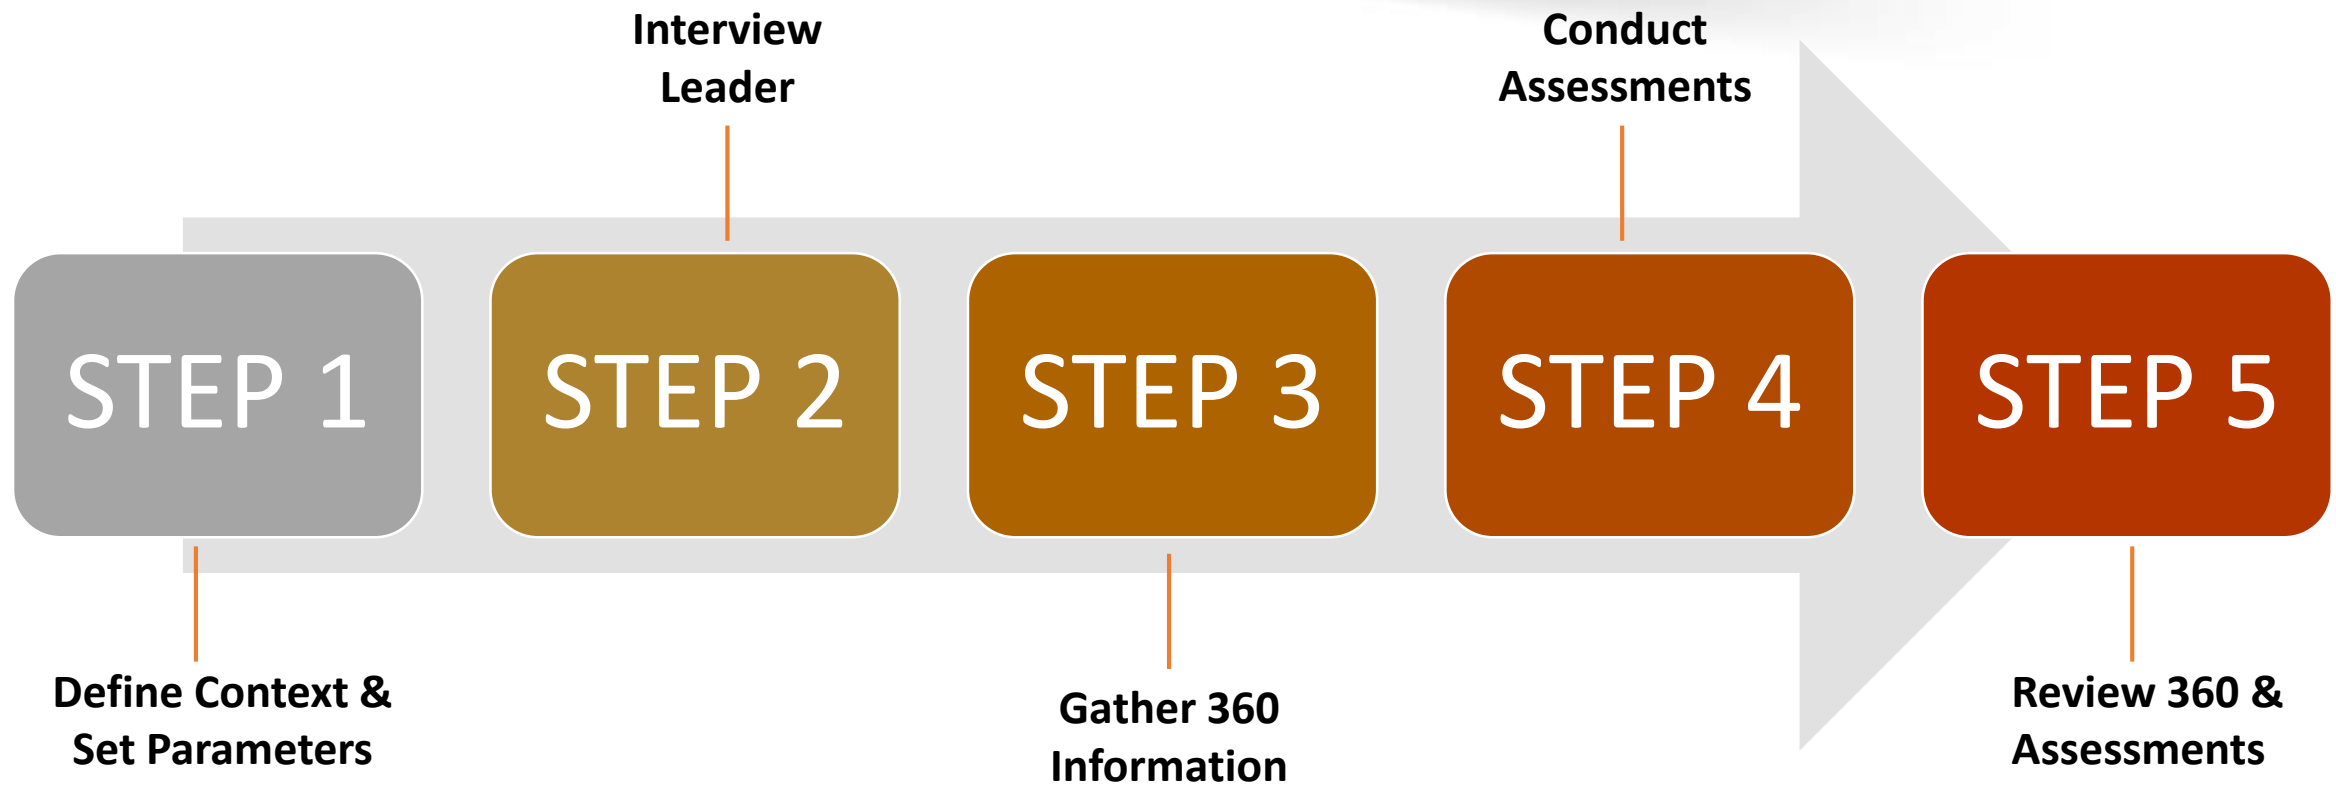 Interview
Leader
Conduct
Assessments
STEP 1
STEP 2
STEP 3
STEP 4
STEP 5
Define Context &
Set Parameters
Gather 360
Information
Review 360 &
Assessments